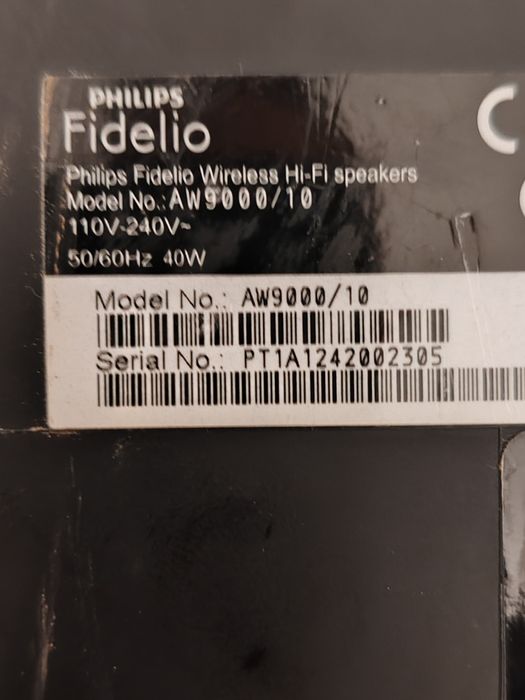 PHILIPS
Fidelio
Philips Fidelio Wireless Hi-Fi speakers
Model No.: AW9000/10
110V-240V~
50/60Hz 40W
Model No.: AW9000/10
Serial No.: PT1A1242002305